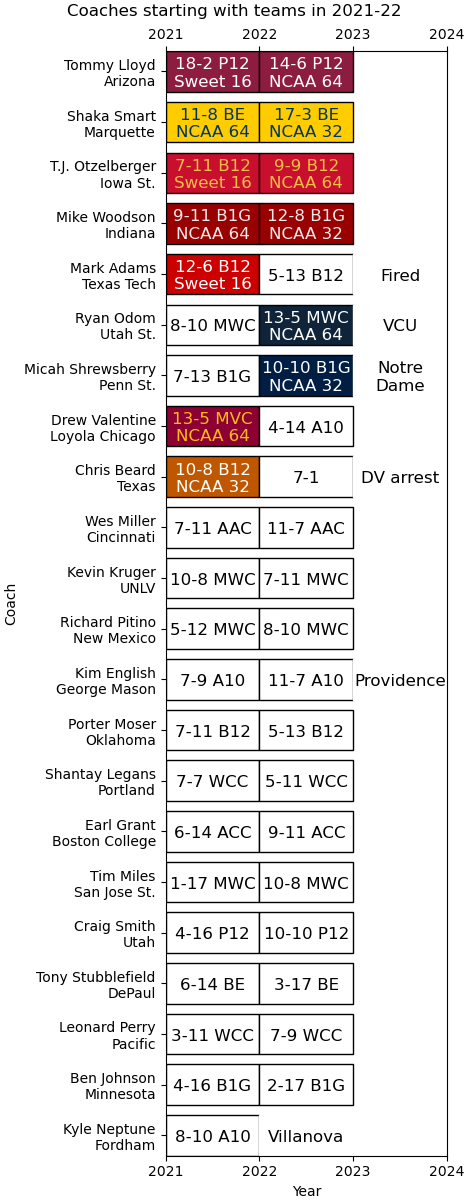 Coaches starting with teams in 2021-22
2021 2022 2023 2024
Tommy Lloyd
Arizona
18-2 P12
Sweet 16
14-6 P12
NCAA 64
Shaka Smart
Marquette
11-8 BE
NCAA 64
17-3 BE
NCAA 32
T.J. Otzelberger
Iowa St.
7-11 B12
Sweet 16
9-9 B12
NCAA 64
Mike Woodson
Indiana
9-11 B1G
NCAA 64
12-8 B1G
NCAA 32
Mark Adams
Texas Tech
12-6 B12
Sweet 16
5-13 B12
Fired
Ryan Odom
Utah St.
8-10 MWC
13-5 MWC
NCAA 64
VCU
Micah Shrewsberry
Penn St.
7-13 B1G
10-10 B1G
NCAA 32
Notre
Dame
Drew Valentine
Loyola Chicago
13-5 MVC
NCAA 64
4-14 A10
Chris Beard
Texas
10-8 B12
NCAA 32
7-1
DV arrest
Wes Miller
Cincinnati
7-11 AAC
11-7 AAC
Kevin Kruger
UNLV
10-8 MWC
7-11 MWC
Richard Pitino
New Mexico
5-12 MWC
8-10 MWC
Kim English
George Mason
7-9 A10
11-7 A10
Providence
Porter Moser
Oklahoma
7-11 B12
5-13 B12
Shantay Legans
Portland
7-7 WCC
5-11 WCC
Earl Grant
Boston College
6-14 ACC
9-11 ACC
Tim Miles
San Jose St.
1-17 MWC
10-8 MWC
Craig Smith
Utah
4-16 P12
10-10 P12
Tony Stubblefield
DePaul
6-14 BE
3-17 BE
Leonard Perry
Pacific
3-11 WCC
7-9 WCC
Ben Johnson
Minnesota
4-16 B1G
2-17 B1G
Kyle Neptune
Fordham
8-10 A10
Villanova
2021 2022 2023 2024
Year
Coach